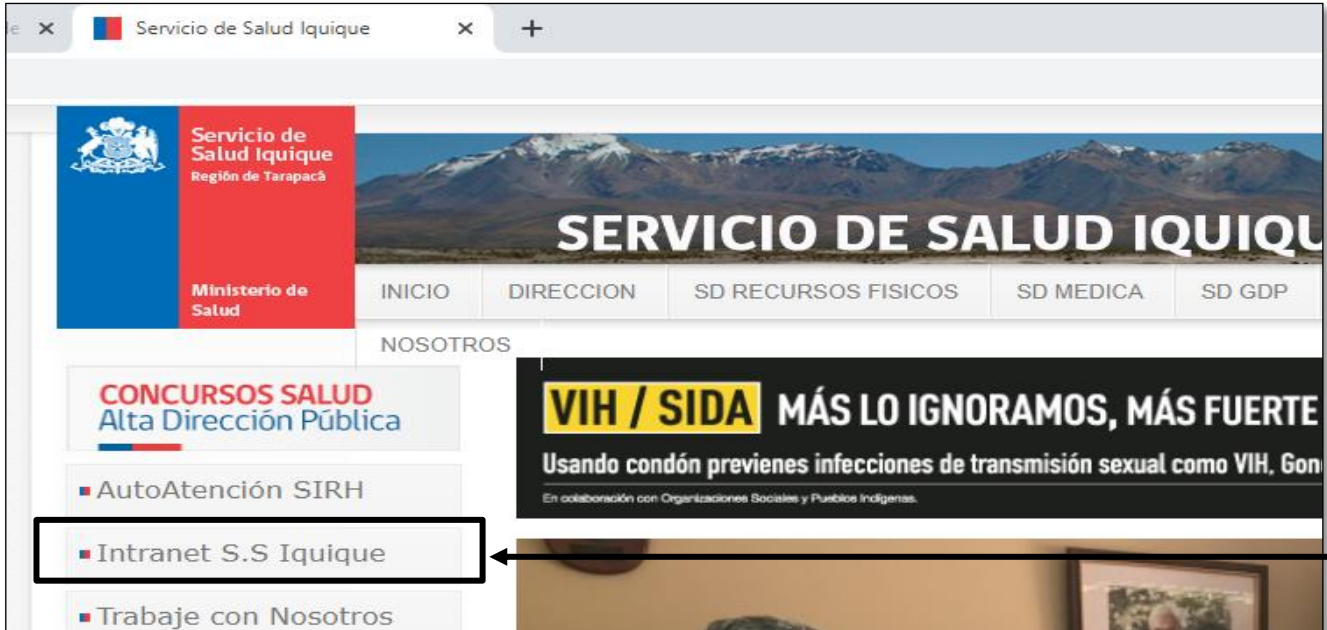 Servicio de Salud Iquique
Servicio de
Salud Iquique
Región de Tarapacá
Ministerio de
Salud
SERVICIO DE SALUD IQUIQU
INICIO DIRECCION SD RECURSOS FISICOS SD MEDICA SD GDP
NOSOTROS
CONCURSOS SALUD
Alta Dirección Pública
AutoAtención SIRH
Intranet S.S Iquique
Trabaje con Nosotros
VIH / SIDA MÁS LO IGNORAMOS, MÁS FUERTE
Usando condón previenes infecciones de transmisión sexual como VIH, Gon
En colaboración con Organizaciones Sociales y Pueblos Indígenas.